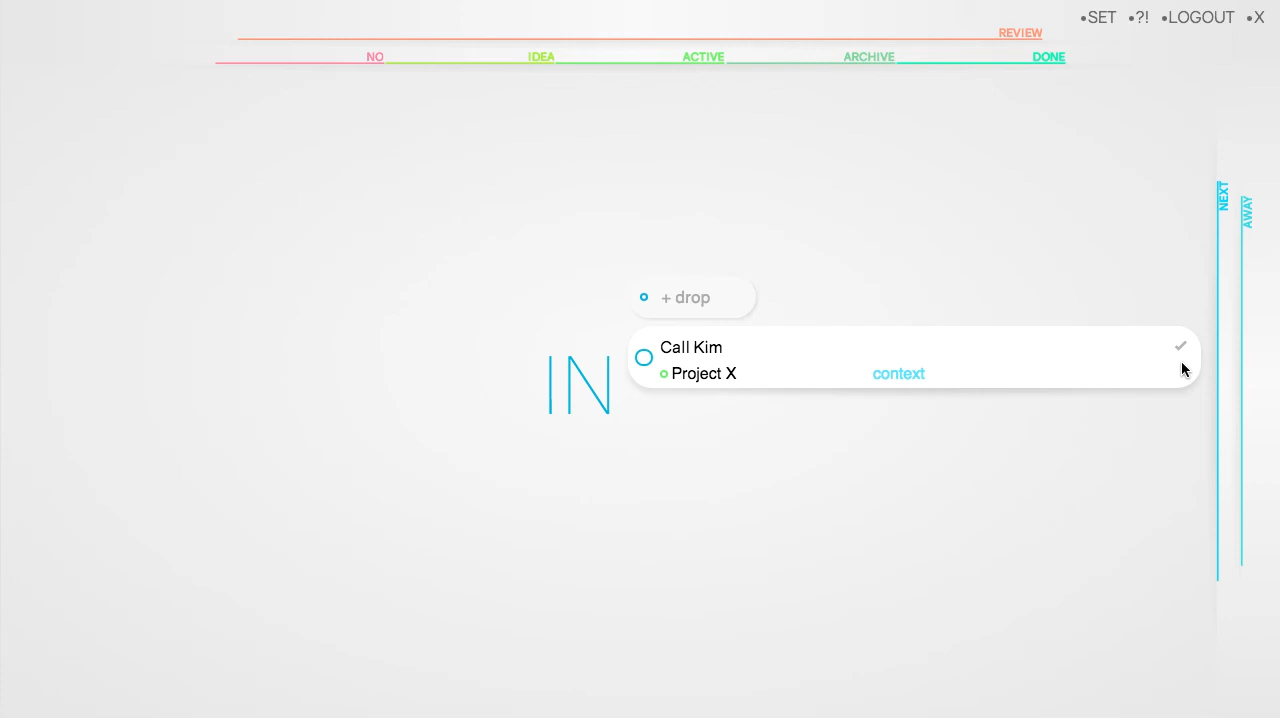 •SET •?! •LOGOUT •X
REVIEW
NO IDEA ACTIVE ARCHIVE DONE
NEXT
AWAY
+ drop
IN
Call Kim
Project X context